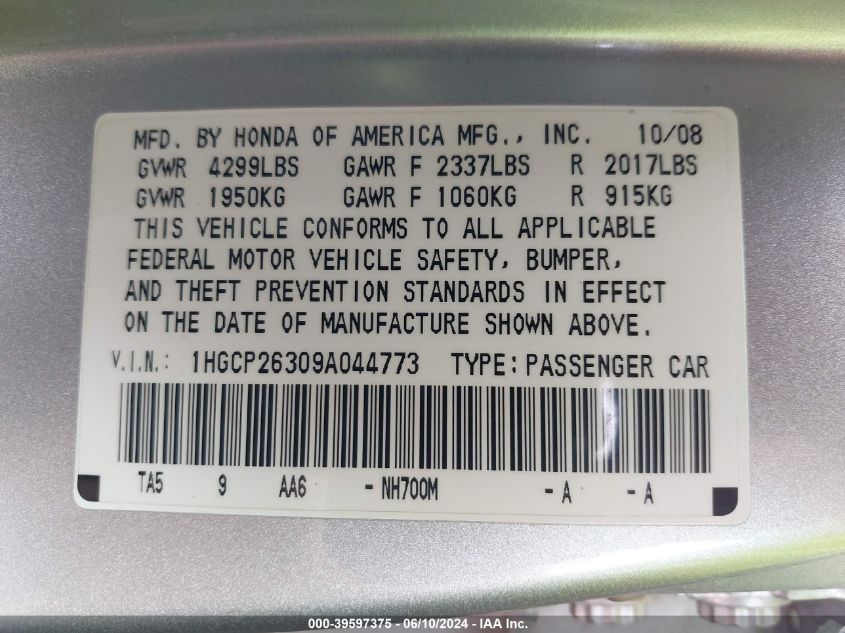 MFD. BY HONDA OF AMERICA MFG., INC. 10/08
GVWR 4299LBS GAWR F 2337LBS R 2017LBS
GVWR 1950KG GAWR F 1060KG R 915KG
THIS VEHICLE CONFORMS TO ALL APPLICABLE
FEDERAL MOTOR VEHICLE SAFETY, BUMPER,
AND THEFT PREVENTION STANDARDS IN EFFECT
ON THE DATE OF MANUFACTURE SHOWN ABOVE.
V.I.N.: 1HGCP26309A044773 TYPE: PASSENGER CAR
TA5 9 AA6 - NH700M - A - A
000-39597375 - 06/10/2024 - IAA Inc.